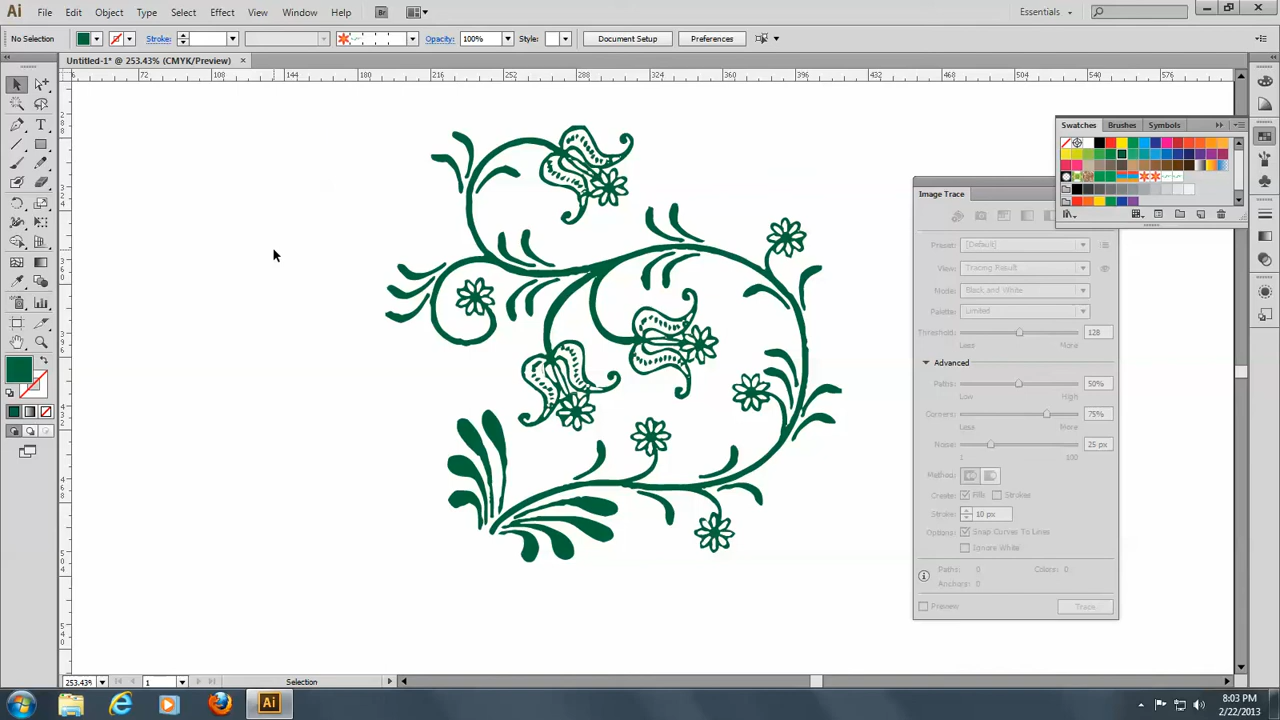 Ai File Edit Object Type Select Effect View Window Help Br Essentials
No Selection Stroke: Opacity: 100% Style: Document Setup Preferences
Untitled-1* @ 253.43% (CMYK/Preview) ×
72 108 144 180 216 252 288 324 360 396 432 468 504 540 576
Swatches Brushes Symbols
Image Trace
Preset: [Default]
View: Tracing Result
Mode: Black and White
Palette: Limited
Threshold: 128
Less More
Advanced
Paths: 50%
Low High
Corners: 75%
Less More
Noise: 25 px
1 100
Method:
Create: Fills Strokes
Stroke: 10 px
Options: Snap Curves To Lines
Ignore White
Paths: 0 Colors: 0
Anchors: 0
Preview Trace
253.43% 1 Selection
Ai 8:03 PM
2/22/2013